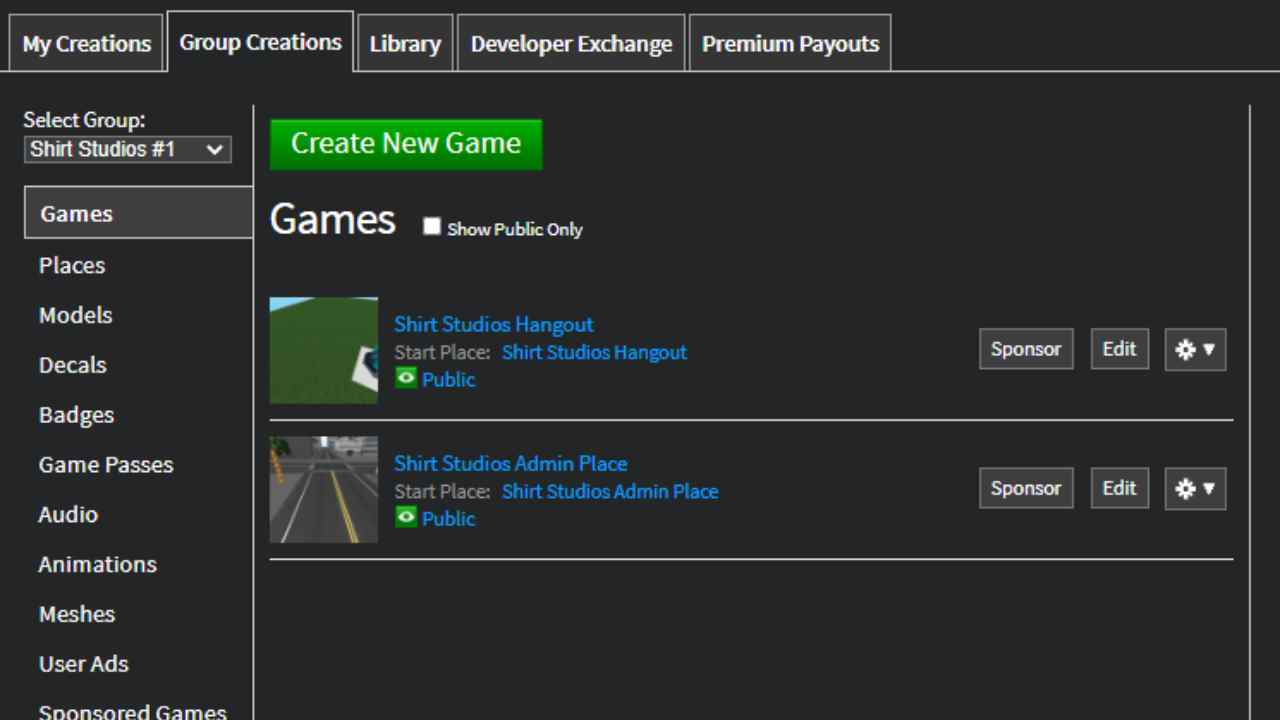 My Creations
Group Creations
Library
Developer Exchange
Premium Payouts
Select Group:
Shirt Studios #1
Games
Places
Models
Decals
Badges
Game Passes
Audio
Animations
Meshes
User Ads
Sponsored Games
Create New Game
Games
Show Public Only
Shirt Studios Hangout
Start Place: Shirt Studios Hangout
Public
Sponsor
Edit
Shirt Studios Admin Place
Start Place: Shirt Studios Admin Place
Public
Sponsor
Edit